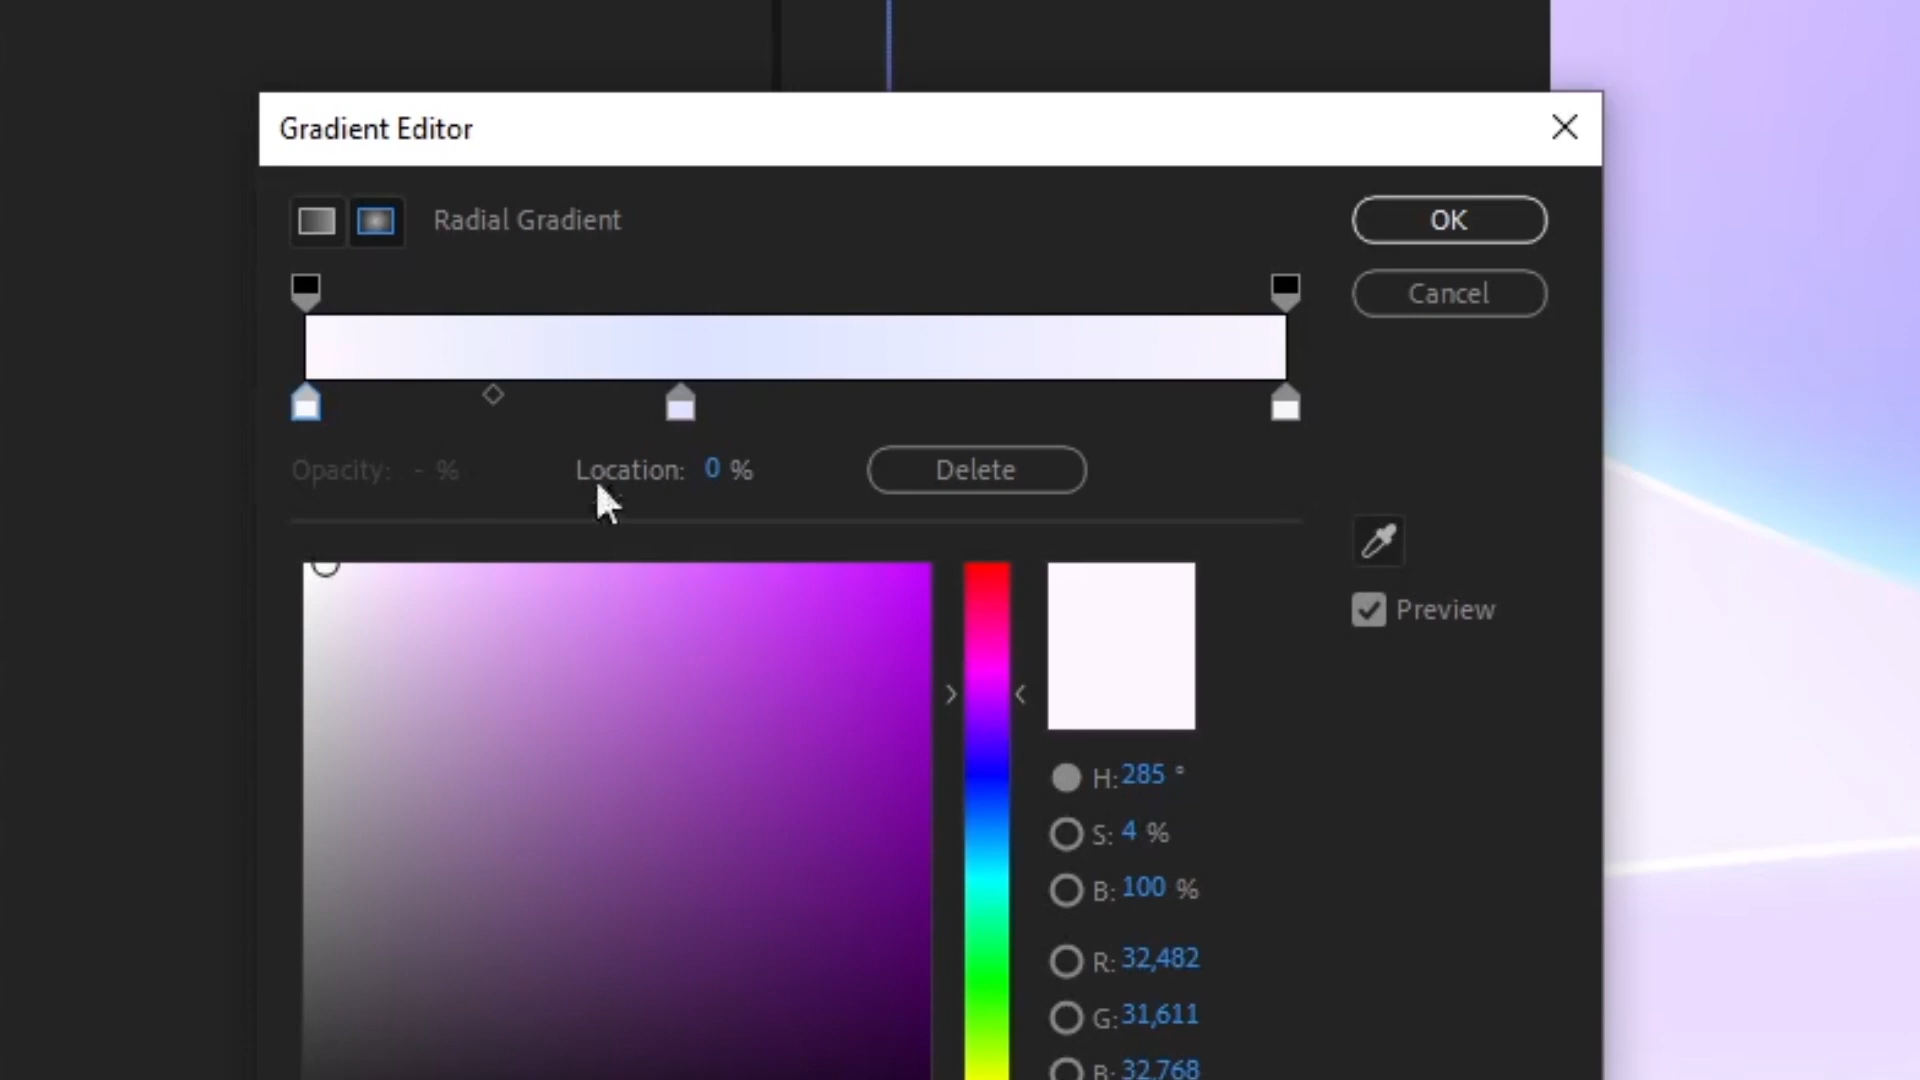 Gradient Editor
Radial Gradient
OK
Cancel
Opacity: - %
Location: 0 %
Delete
Preview
H: 285 °
S: 4 %
B: 100 %
R: 32,482
G: 31,611
B: 32,768